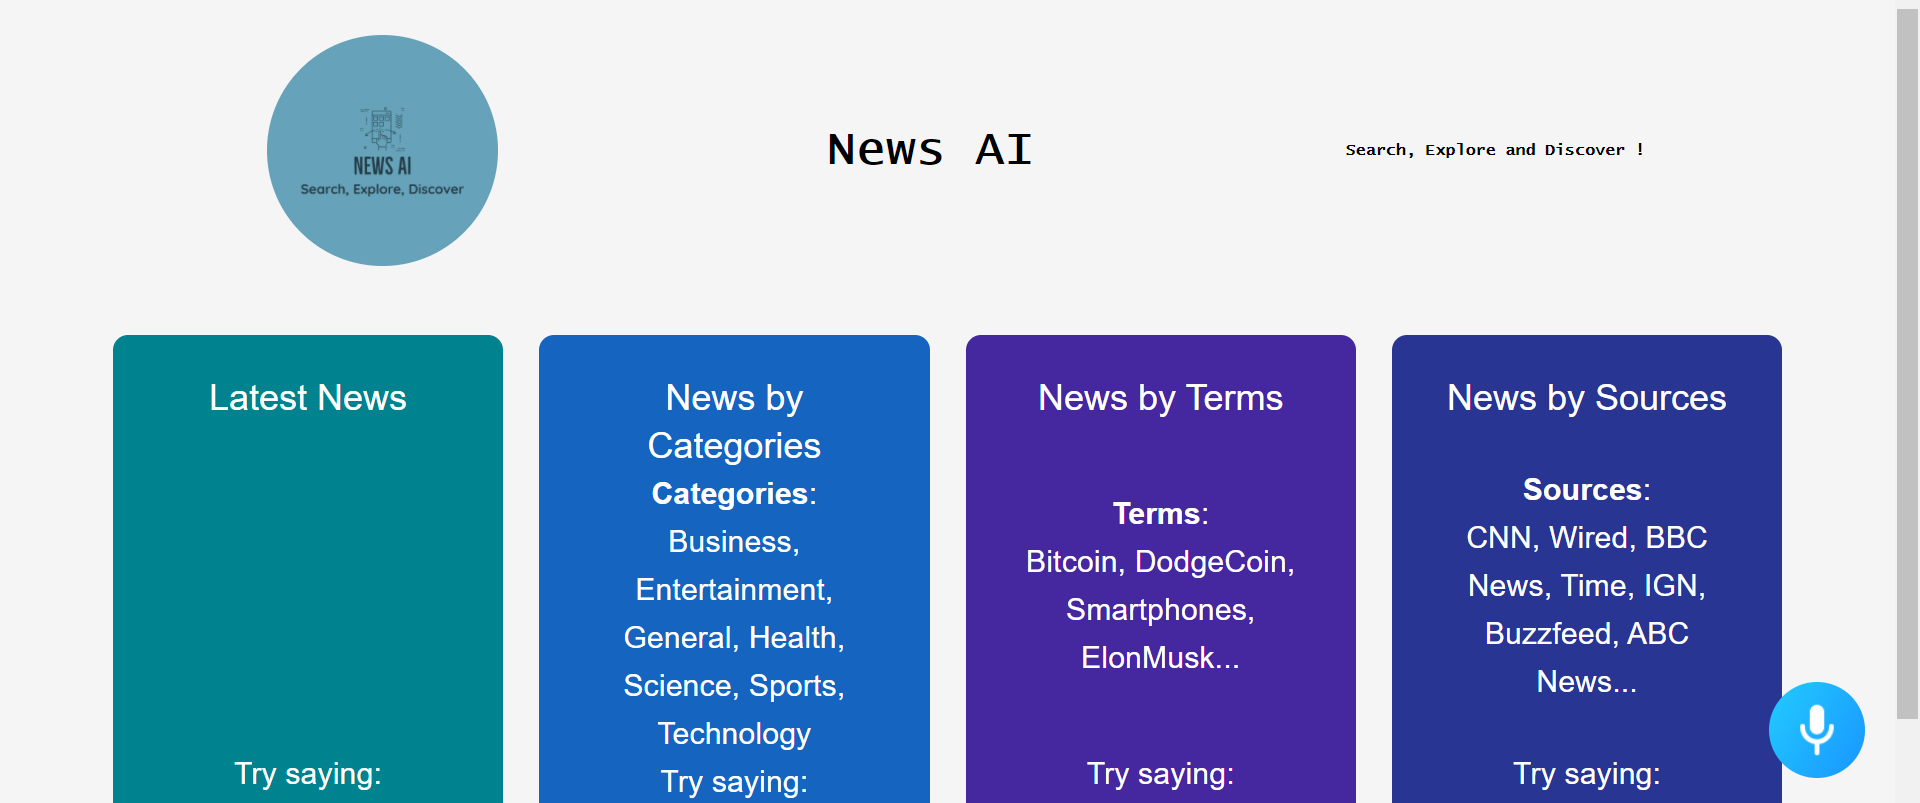 NEWS AI
Search, Explore, Discover
News AI
Search, Explore and Discover !
Latest News
Try saying:
News by
Categories
Categories:
Business,
Entertainment,
General, Health,
Science, Sports,
Technology
Try saying:
News by Terms
Terms:
Bitcoin, DodgeCoin,
Smartphones,
ElonMusk...
Try saying:
News by Sources
Sources:
CNN, Wired, BBC
News, Time, IGN,
Buzzfeed, ABC
News...
Try saying: